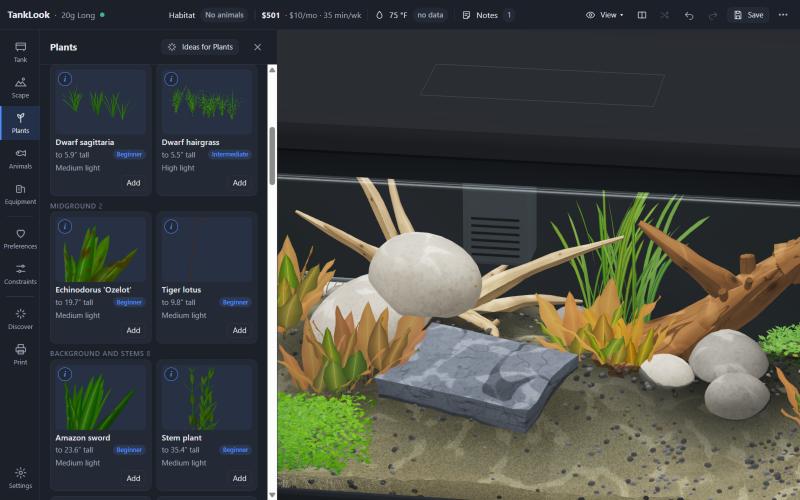 TankLook · 20g Long
Habitat No animals
$501 · $10/mo · 35 min/wk
75 °F no data
Notes 1
View
Save
Tank
Scape
Plants
Animals
Equipment
Preferences
Constraints
Discover
Print
Settings
Plants
Ideas for Plants
Dwarf sagittaria
to 5.9" tall Beginner
Medium light
Add
Dwarf hairgrass
to 5.5" tall Intermediate
High light
Add
MIDGROUND 2
Echinodorus 'Ozelot'
to 19.7" tall Beginner
Medium light
Add
Tiger lotus
to 9.8" tall Beginner
Medium light
Add
BACKGROUND AND STEMS 8
Amazon sword
to 23.6" tall Beginner
Medium light
Add
Stem plant
to 35.4" tall Beginner
Medium light
Add